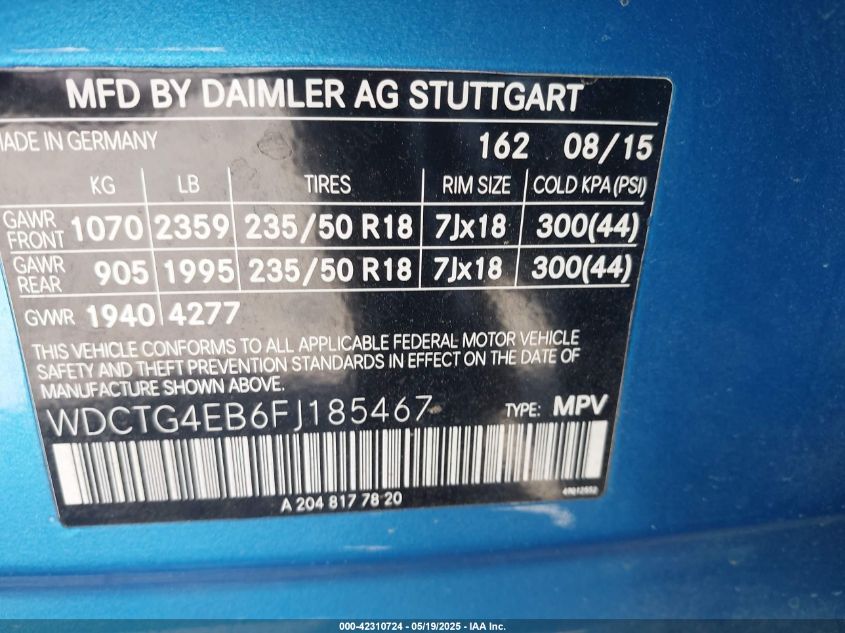 MFD BY DAIMLER AG STUTTGART
MADE IN GERMANY 162 08/15
KG LB TIRES RIM SIZE COLD KPA (PSI)
GAWR FRONT 1070 2359 235/50 R18 7Jx18 300(44)
GAWR REAR 905 1995 235/50 R18 7Jx18 300(44)
GVWR 1940 4277
THIS VEHICLE CONFORMS TO ALL APPLICABLE FEDERAL MOTOR VEHICLE
SAFETY AND THEFT PREVENTION STANDARDS IN EFFECT ON THE DATE OF
MANUFACTURE SHOWN ABOVE.
WDCTG4EB6FJ185467 TYPE: MPV
A 204 817 78 20
000-42310724 — 05/19/2025 — IAA Inc.